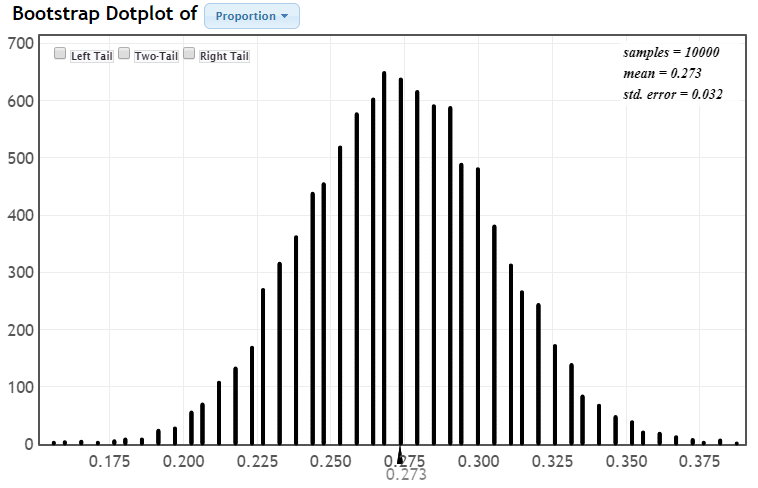 Bootstrap Dotplot of Proportion
Left Tail Two-Tail Right Tail
samples = 10000
mean = 0.273
std. error = 0.032
700
600
500
400
300
200
100
0
0.175 0.200 0.225 0.250 0.275 0.300 0.325 0.350 0.375
0.273